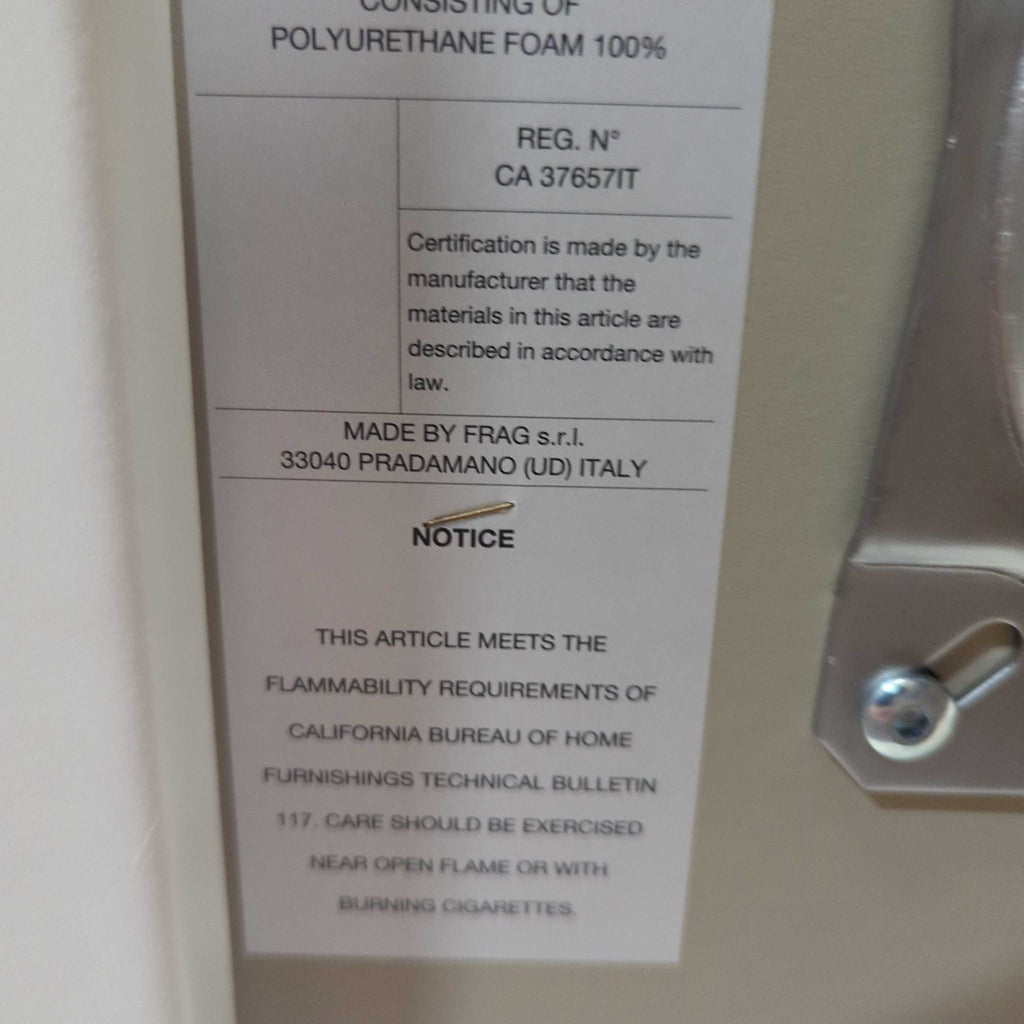 CONSISTING OF
POLYURETHANE FOAM 100%
REG. N°
CA 37657IT
Certification is made by the
manufacturer that the
materials in this article are
described in accordance with
law.
MADE BY FRAG s.r.l.
33040 PRADAMANO (UD) ITALY
NOTICE
THIS ARTICLE MEETS THE
FLAMMABILITY REQUIREMENTS OF
CALIFORNIA BUREAU OF HOME
FURNISHINGS TECHNICAL BULLETIN
117. CARE SHOULD BE EXERCISED
NEAR OPEN FLAME OR WITH
BURNING CIGARETTES.